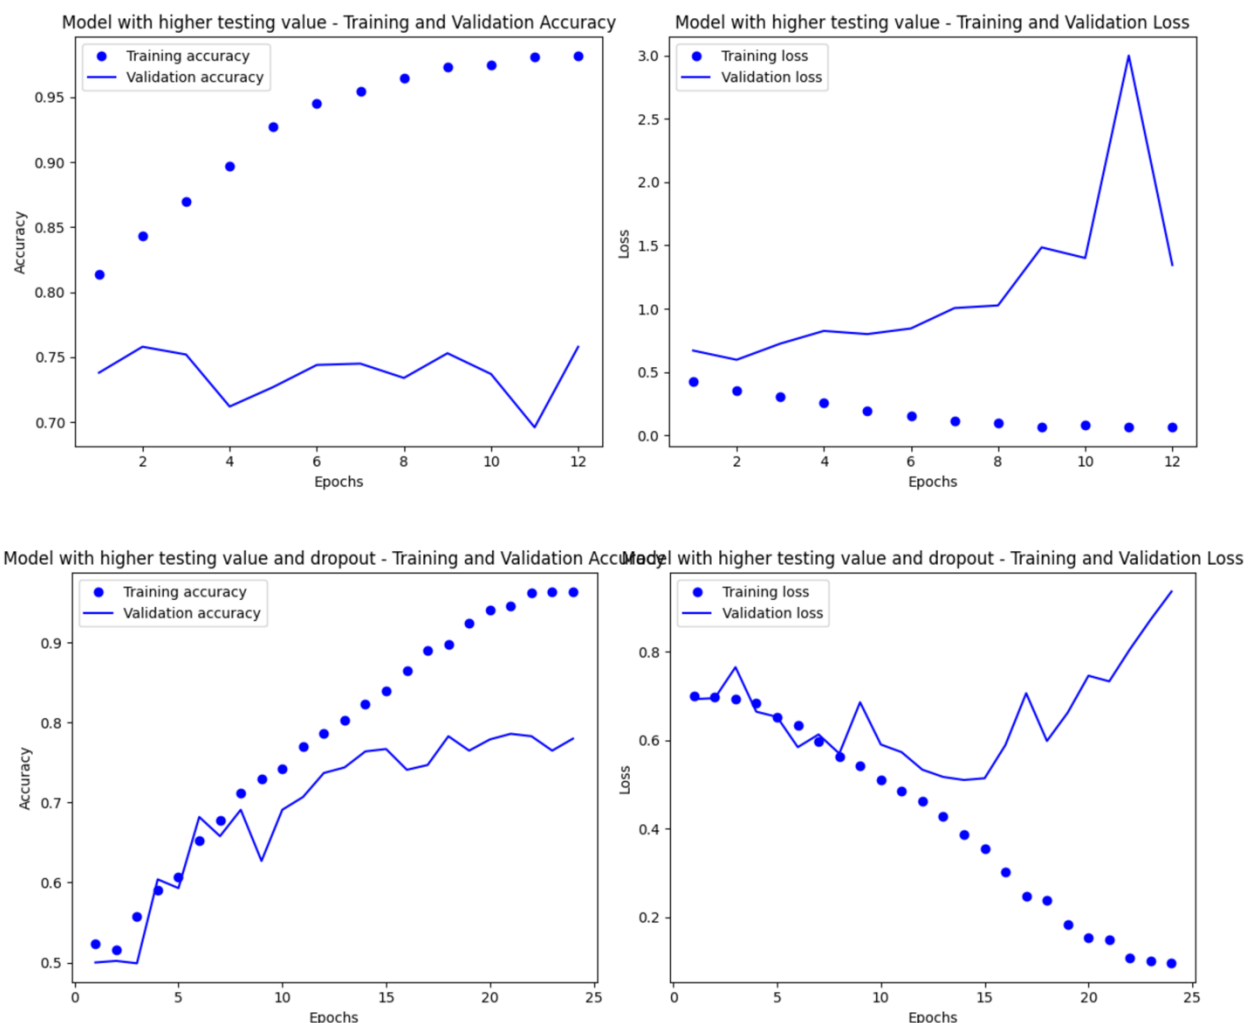 Model with higher testing value - Training and Validation Accuracy
Training accuracy
Validation accuracy
0.95
0.90
0.85
0.80
0.75
0.70
Accuracy
2 4 6 8 10 12
Epochs
Model with higher testing value - Training and Validation Loss
Training loss
Validation loss
3.0
2.5
2.0
1.5
1.0
0.5
0.0
Loss
2 4 6 8 10 12
Epochs
Model with higher testing value and dropout - Training and Validation Accuracy
Training accuracy
Validation accuracy
0.9
0.8
0.7
0.6
0.5
Accuracy
0 5 10 15 20 25
Epochs
Model with higher testing value and dropout - Training and Validation Loss
Training loss
Validation loss
0.8
0.6
0.4
0.2
Loss
0 5 10 15 20 25
Epochs